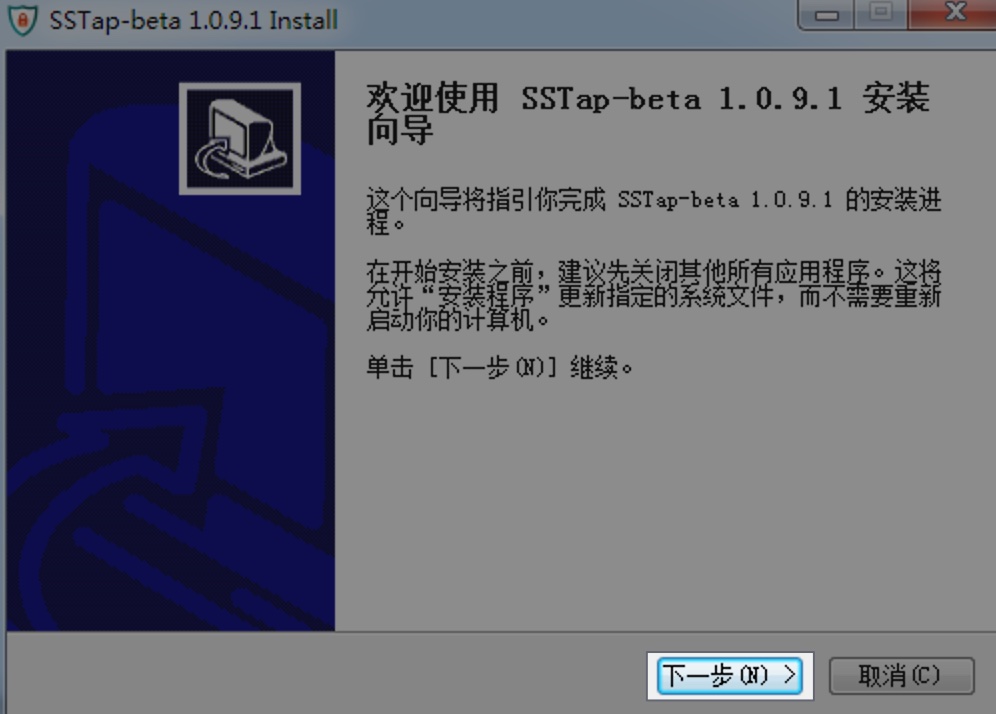 SSTap-beta 1.0.9.1 Install
欢迎使用 SSTap-beta 1.0.9.1 安装
向导
这个向导将指引你完成 SSTap-beta 1.0.9.1 的安装进
程。
在开始安装之前，建议先关闭其他所有应用程序。这将
允许“安装程序”更新指定的系统文件，而不需要重新
启动你的计算机。
单击 [下一步(N)] 继续。
下一步(N) >
取消(C)